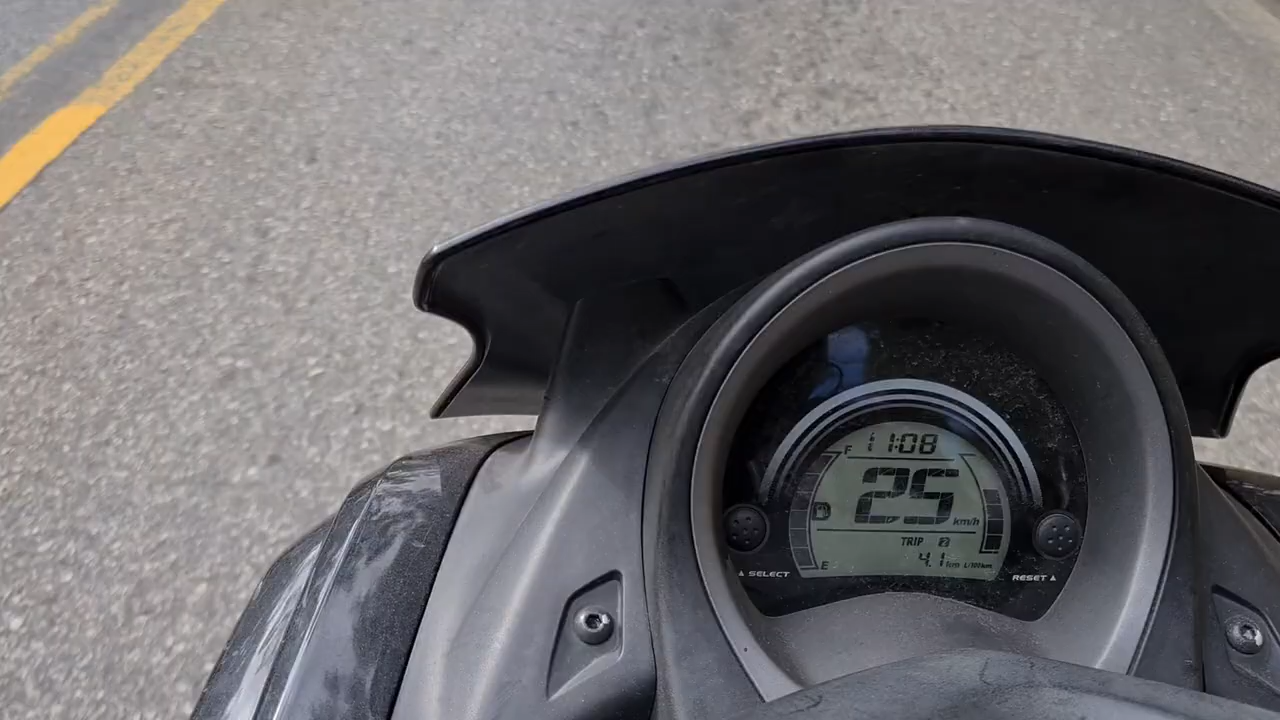 11:08
F
25
km/h
TRIP 2
4.1 km L/100km
E
▲ SELECT
RESET ▲